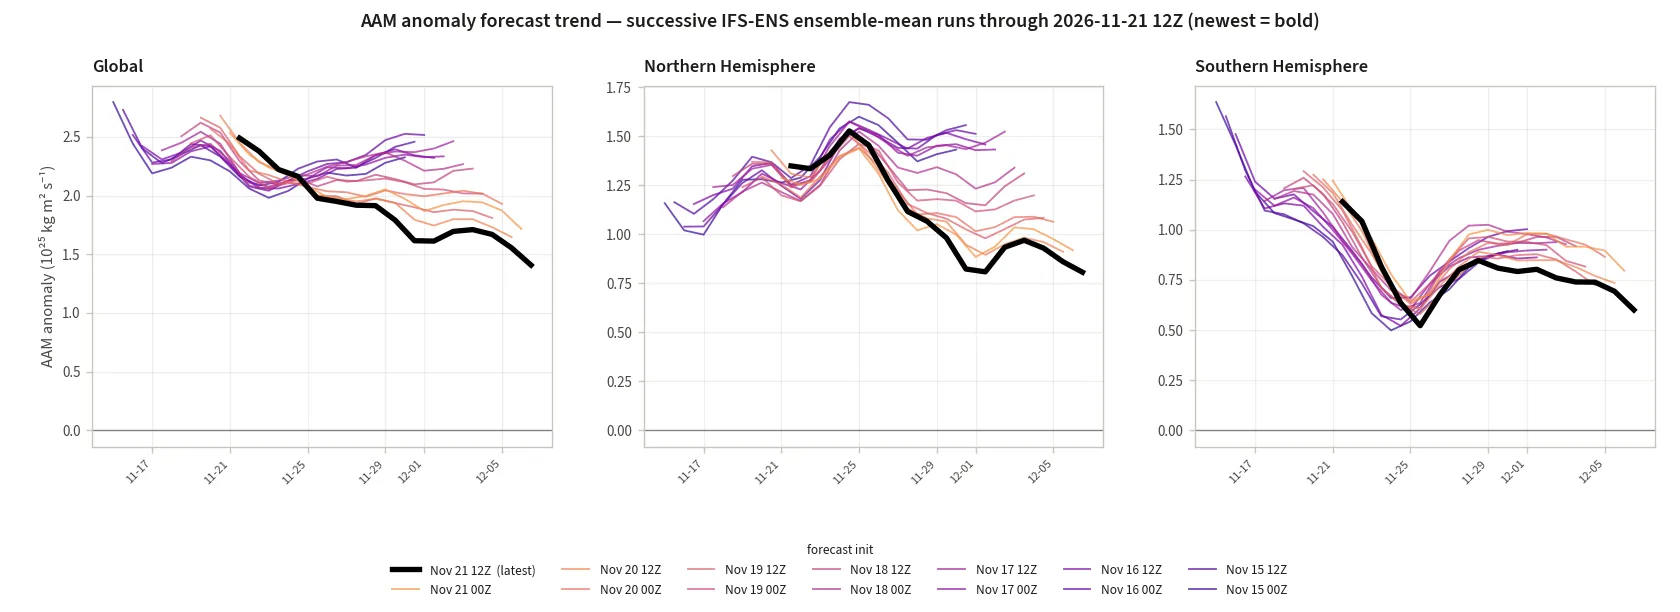 AAM anomaly forecast trend — successive IFS-ENS ensemble-mean runs through 2026-11-21 12Z (newest = bold)
Global
Northern Hemisphere
Southern Hemisphere
AAM anomaly (10²⁵ kg m² s⁻¹)
2.5
2.0
1.5
1.0
0.5
0.0
11-17
11-21
11-25
11-29
12-01
12-05
1.75
1.50
1.25
1.00
0.75
0.50
0.25
0.00
11-17
11-21
11-25
11-29
12-01
12-05
1.50
1.25
1.00
0.75
0.50
0.25
0.00
11-17
11-21
11-25
11-29
12-01
12-05
forecast init
Nov 21 12Z (latest)
Nov 20 12Z
Nov 19 12Z
Nov 18 12Z
Nov 17 12Z
Nov 16 12Z
Nov 15 12Z
Nov 21 00Z
Nov 20 00Z
Nov 19 00Z
Nov 18 00Z
Nov 17 00Z
Nov 16 00Z
Nov 15 00Z